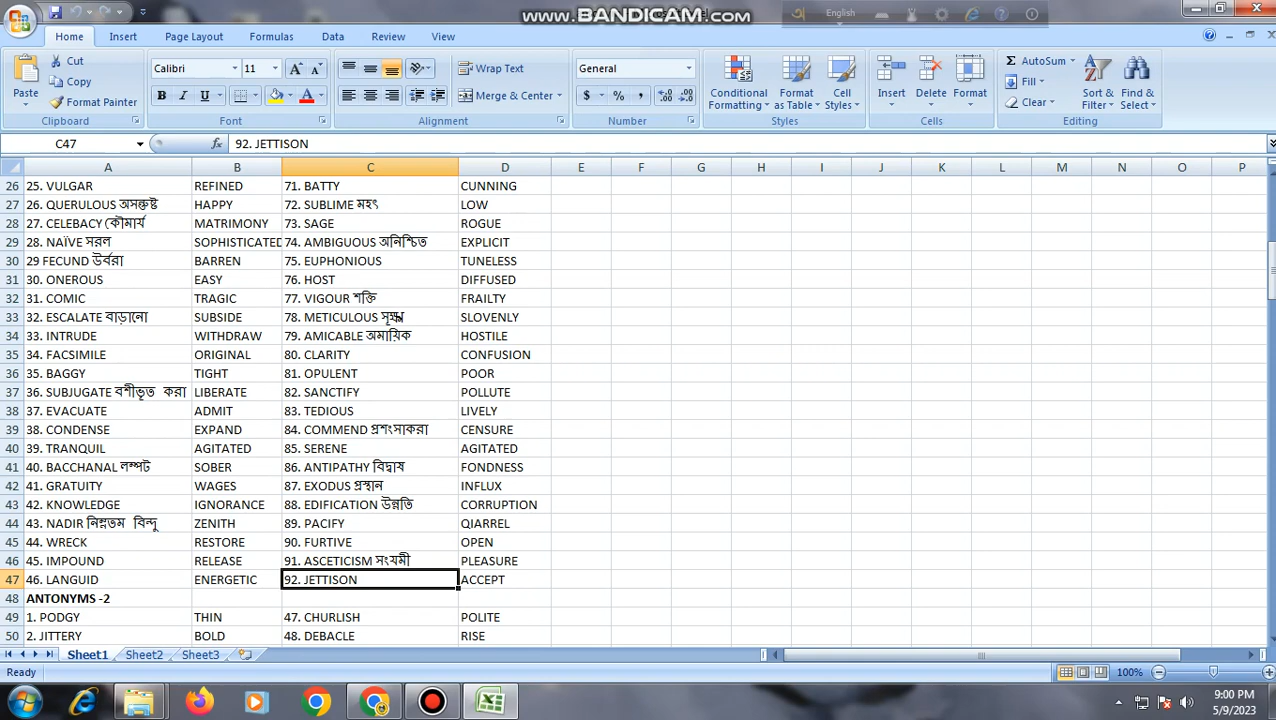 www.BANDICAM.com
English
Home Insert Page Layout Formulas Data Review View
Paste Cut Copy Format Painter Clipboard
Calibri 11 B I U A Font
Wrap Text Merge & Center Alignment
General $ % , Number
Conditional Formatting Format as Table Cell Styles Styles
Insert Delete Format Cells
Σ AutoSum Fill Clear Sort & Filter Find & Select Editing
C47 fx 92. JETTISON
A B C D E F G H I J K L M N O P
26 25. VULGAR REFINED 71. BATTY CUNNING
27 26. QUERULOUS অসন্তুষ্ট HAPPY 72. SUBLIME মহৎ LOW
28 27. CELEBACY কৌমার্য MATRIMONY 73. SAGE ROGUE
29 28. NAÏVE সরল SOPHISTICATED 74. AMBIGUOUS অনিশ্চিত EXPLICIT
30 29 FECUND উর্বরা BARREN 75. EUPHONIOUS TUNELESS
31 30. ONEROUS EASY 76. HOST DIFFUSED
32 31. COMIC TRAGIC 77. VIGOUR শক্তি FRAILTY
33 32. ESCALATE বাড়ানো SUBSIDE 78. METICULOUS সূক্ষ্ম SLOVENLY
34 33. INTRUDE WITHDRAW 79. AMICABLE অমায়িক HOSTILE
35 34. FACSIMILE ORIGINAL 80. CLARITY CONFUSION
36 35. BAGGY TIGHT 81. OPULENT POOR
37 36. SUBJUGATE বশীভূত করা LIBERATE 82. SANCTIFY POLLUTE
38 37. EVACUATE ADMIT 83. TEDIOUS LIVELY
39 38. CONDENSE EXPAND 84. COMMEND প্রশংসাকরা CENSURE
40 39. TRANQUIL AGITATED 85. SERENE AGITATED
41 40. BACCHANAL লম্পট SOBER 86. ANTIPATHY বিদ্বাষ FONDNESS
42 41. GRATUITY WAGES 87. EXODUS প্রস্থান INFLUX
43 42. KNOWLEDGE IGNORANCE 88. EDIFICATION উন্নতি CORRUPTION
44 43. NADIR নিম্নতম বিন্দু ZENITH 89. PACIFY QIARREL
45 44. WRECK RESTORE 90. FURTIVE OPEN
46 45. IMPOUND RELEASE 91. ASCETICISM সংযমী PLEASURE
47 46. LANGUID ENERGETIC 92. JETTISON ACCEPT
48 ANTONYMS -2
49 1. PODGY THIN 47. CHURLISH POLITE
50 2. JITTERY BOLD 48. DEBACLE RISE
Sheet1 Sheet2 Sheet3
Ready 100%
9:00 PM
5/9/2023